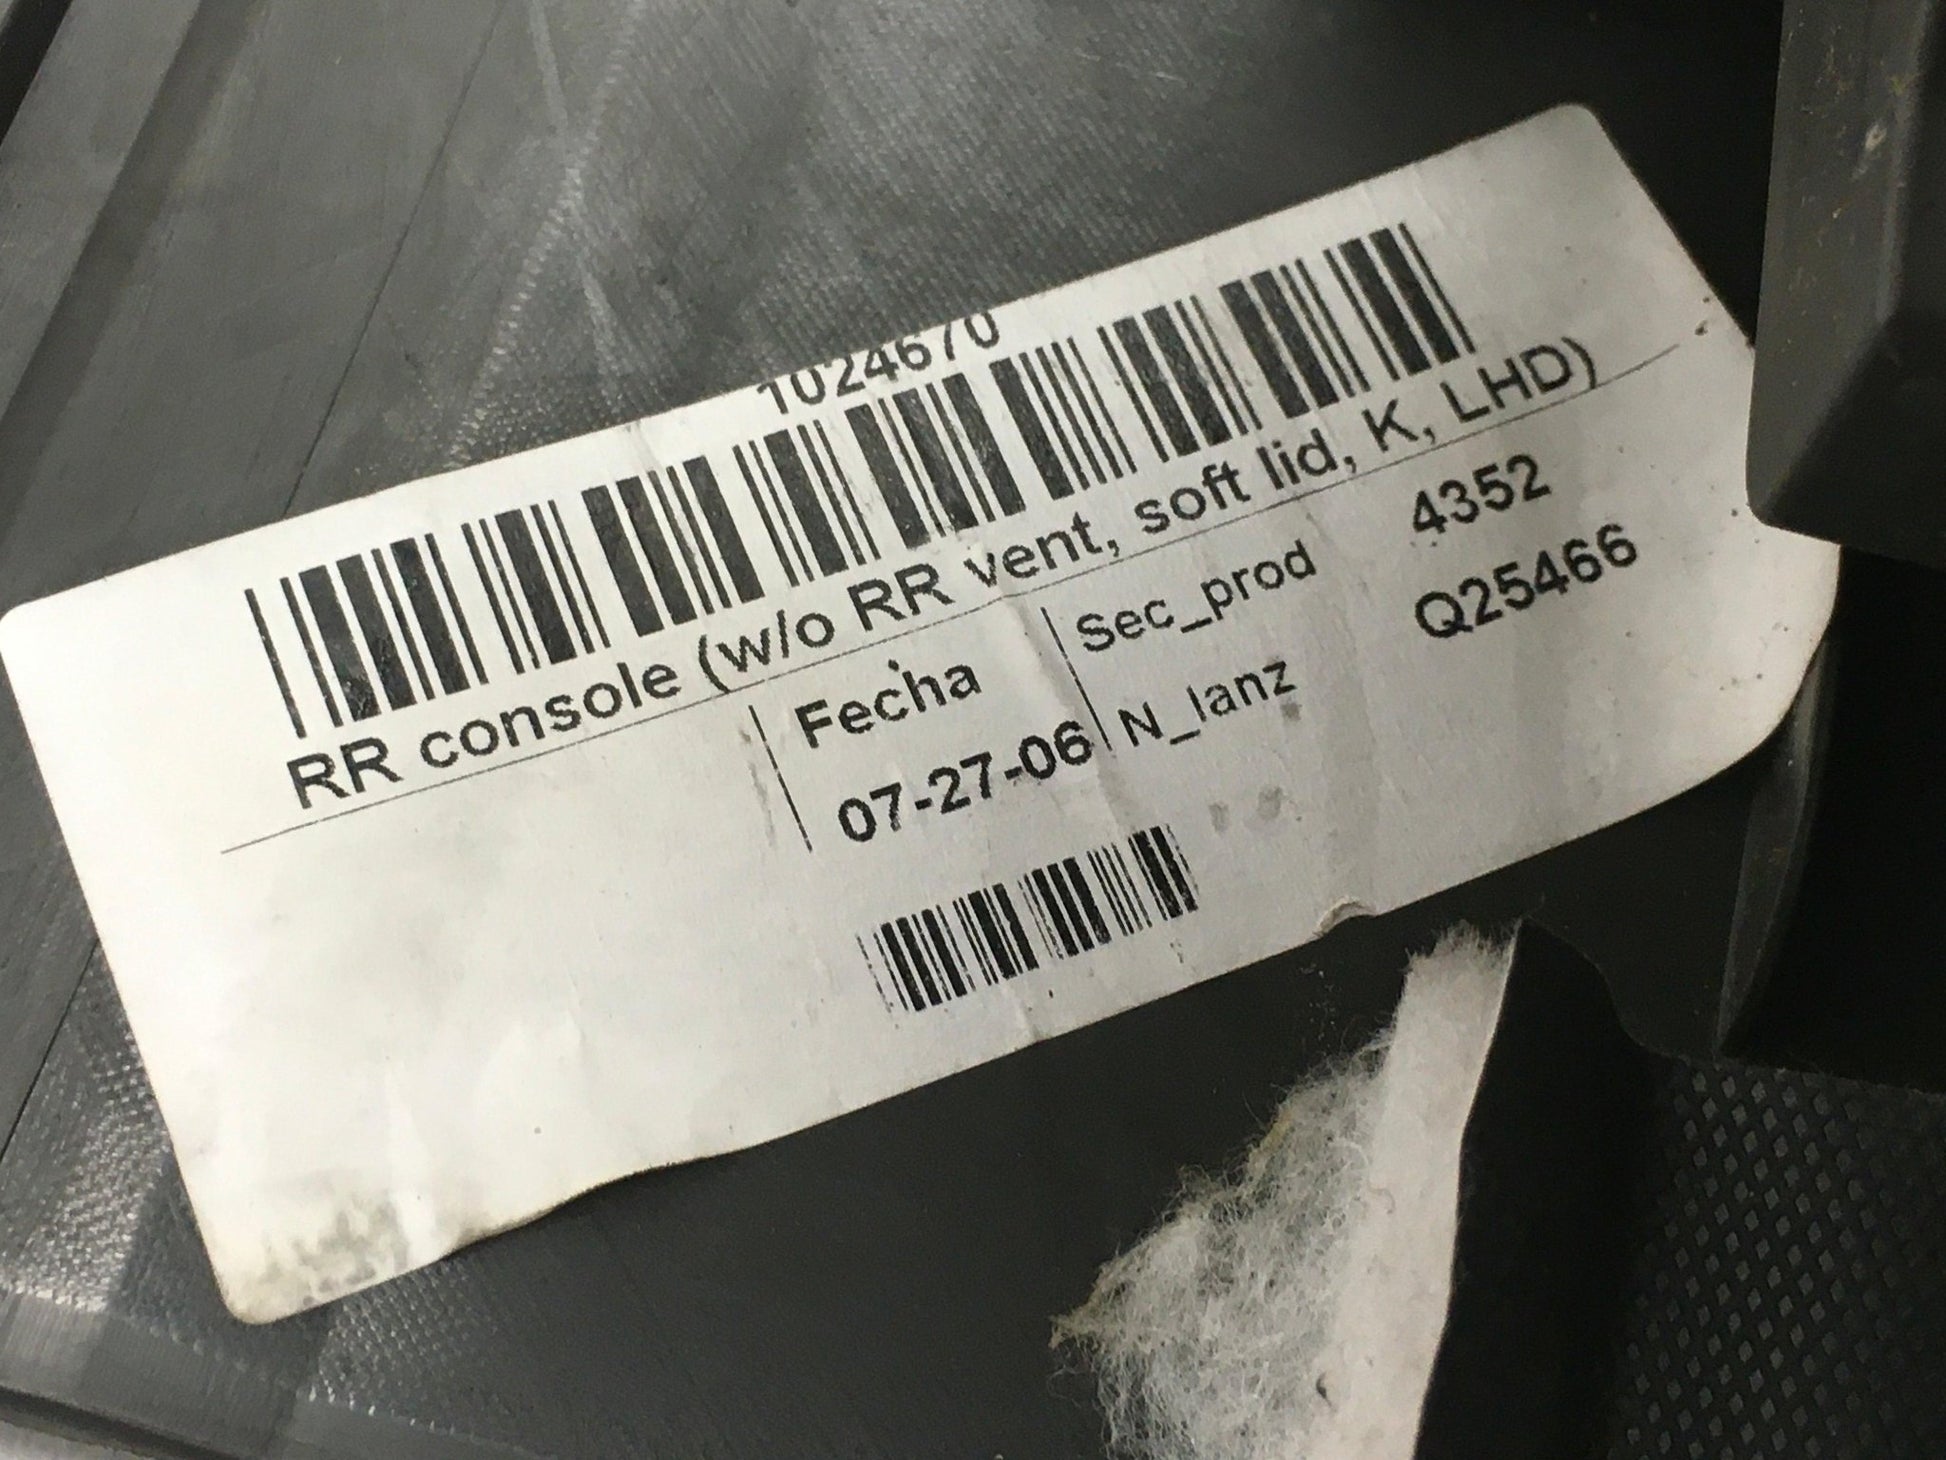 1024670
RR console (w/o RR vent, soft lid, K, LHD)
Fecha Sec_prod 4352
07-27-06 N_lanz Q25466